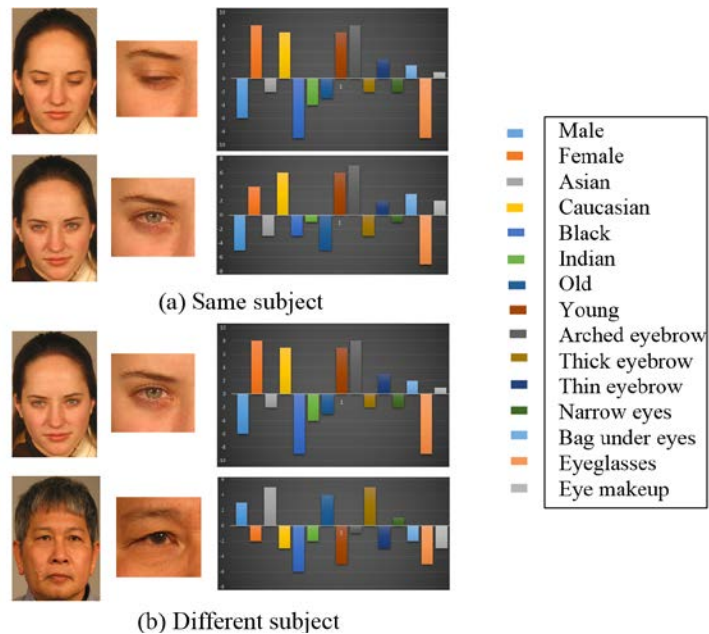 (a) Same subject
(b) Different subject
Male
Female
Asian
Caucasian
Black
Indian
Old
Young
Arched eyebrow
Thick eyebrow
Thin eyebrow
Narrow eyes
Bag under eyes
Eyeglasses
Eye makeup